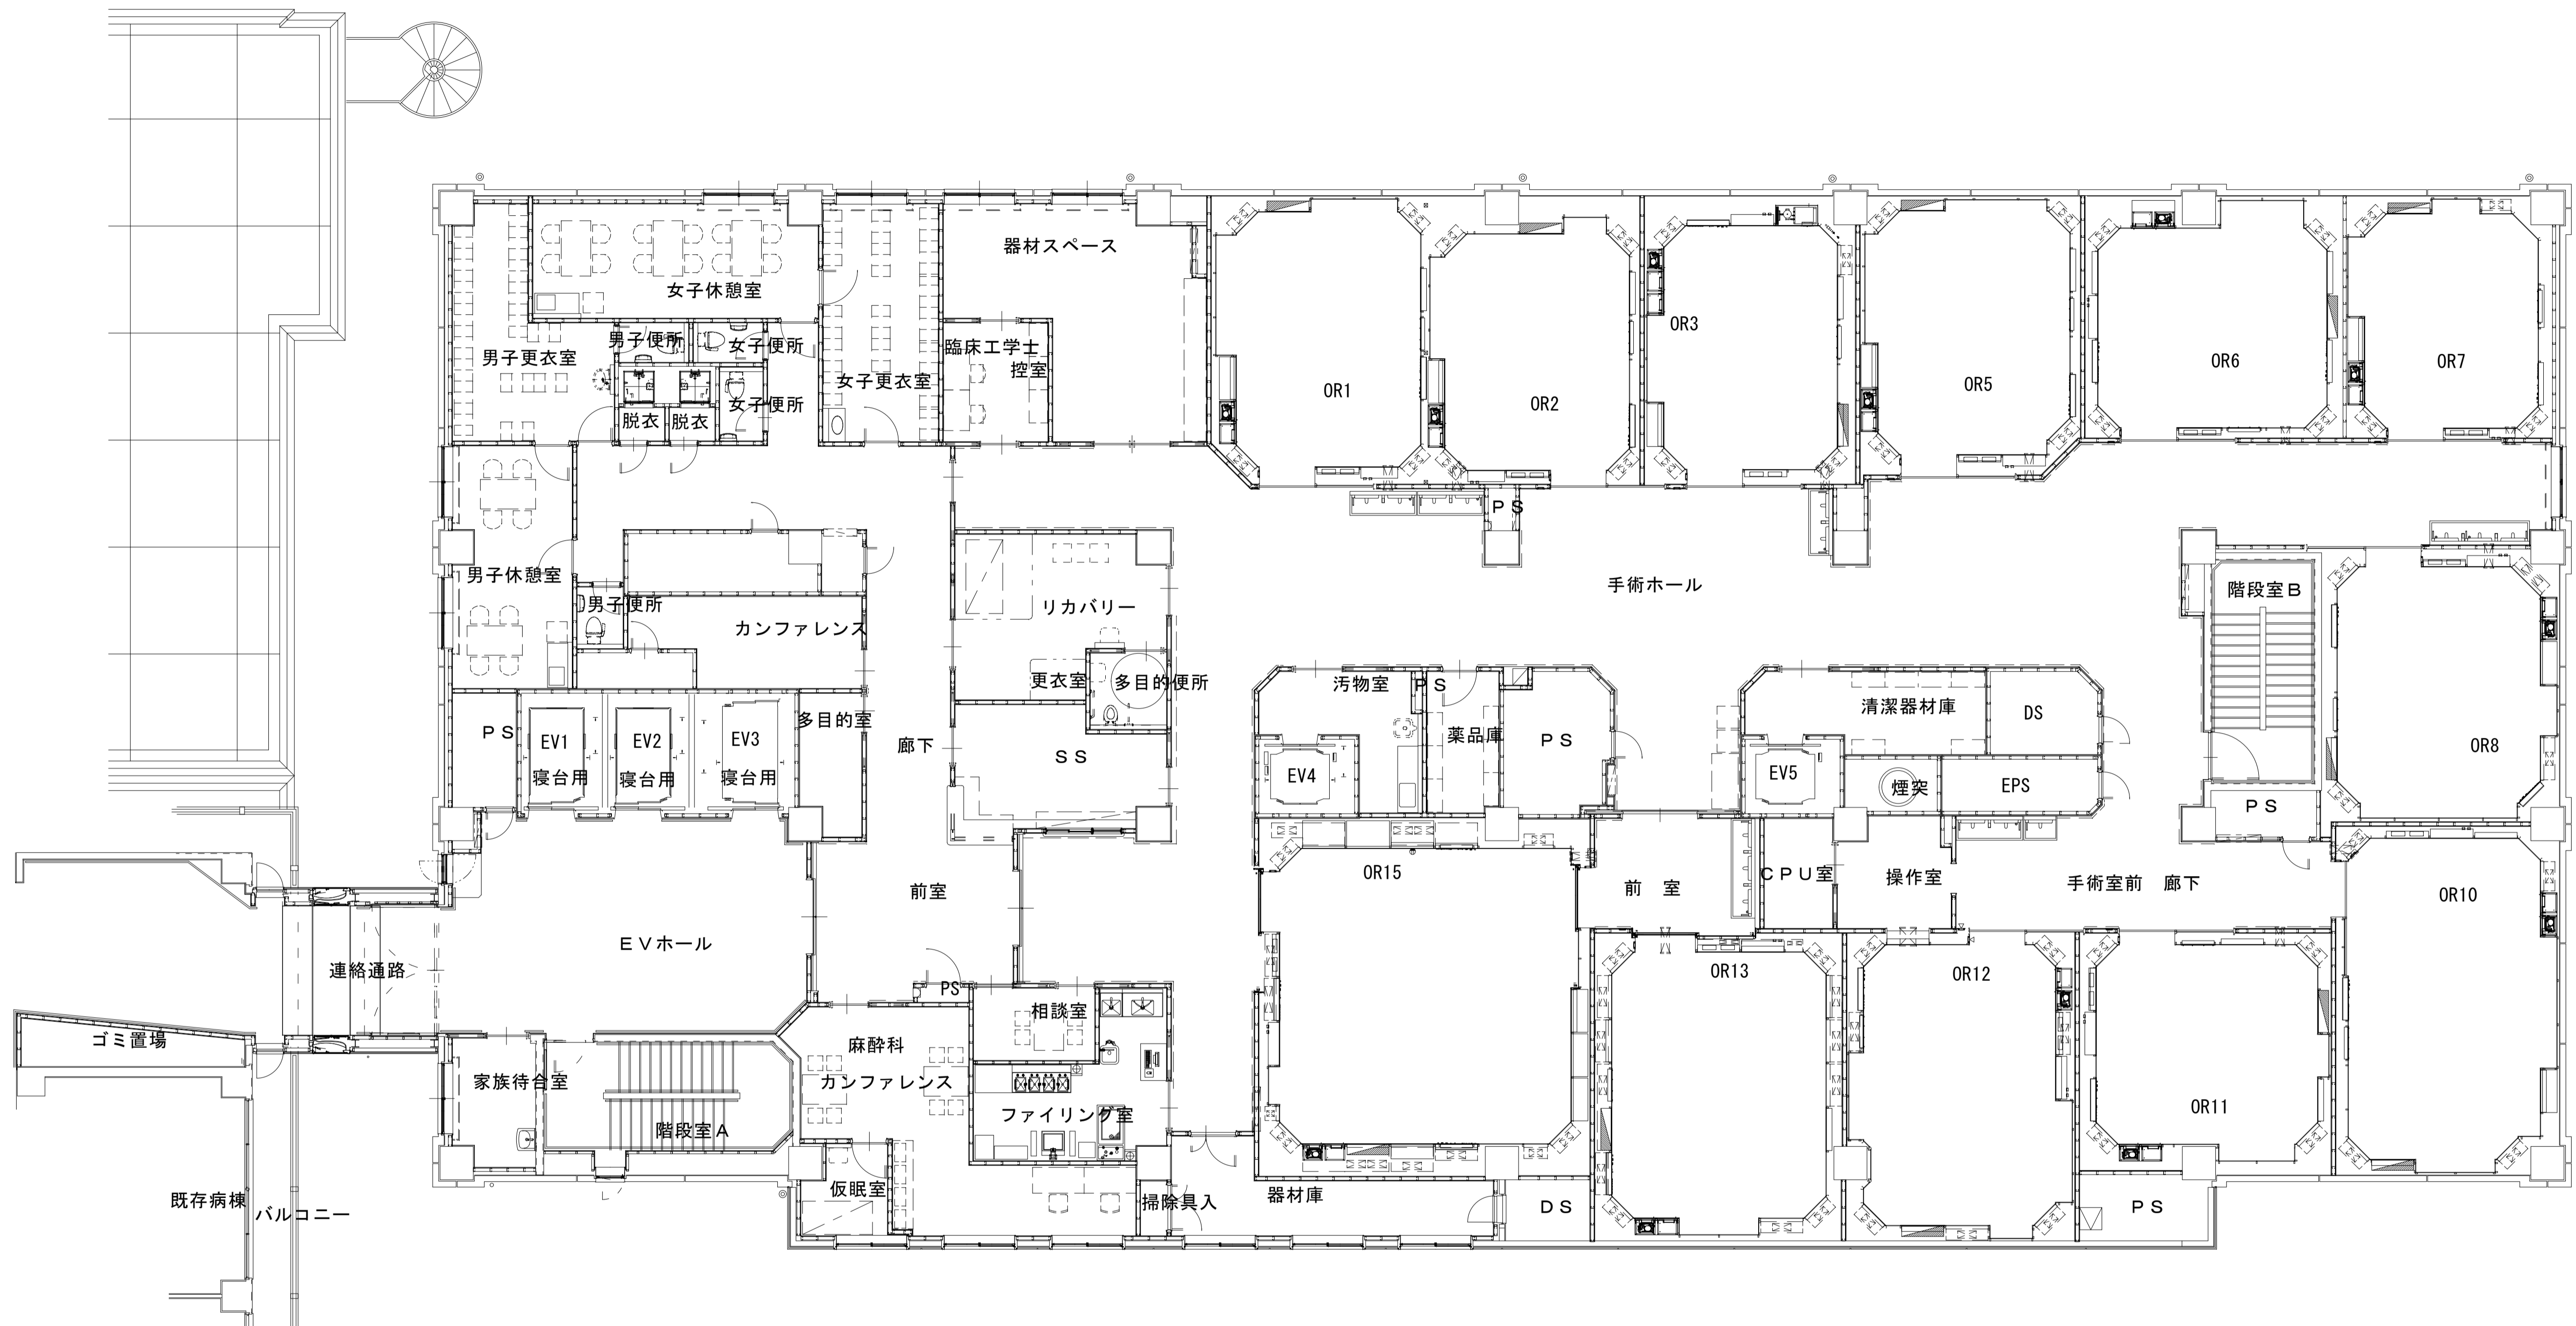 器材スペース
女子休憩室
OR3
男子便所
女子便所
臨床工学士
控室
男子更衣室
女子更衣室
OR1
OR2
OR5
OR6
OR7
女子便所
脱衣
脱衣
ＰＳ
男子休憩室
男子便所
カンファレンス
リカバリー
手術ホール
階段室Ｂ
更衣室
多目的便所
汚物室
ＰＳ
薬品庫
ＰＳ
清潔器材庫
DS
ＰＳ
EV1
寝台用
EV2
寝台用
EV3
寝台用
多目的室
廊下
ＳＳ
EV4
EV5
煙突
EPS
OR8
ＰＳ
OR15
前　室
ＣＰＵ室
操作室
手術室前　廊下
OR10
前室
ＥＶホール
連絡通路
PS
相談室
OR13
OR12
ゴミ置場
麻酔科
カンファレンス
家族待合室
階段室Ａ
ファイリング室
OR11
既存病棟
バルコニー
仮眠室
掃除具入
器材庫
ＤＳ
ＰＳ